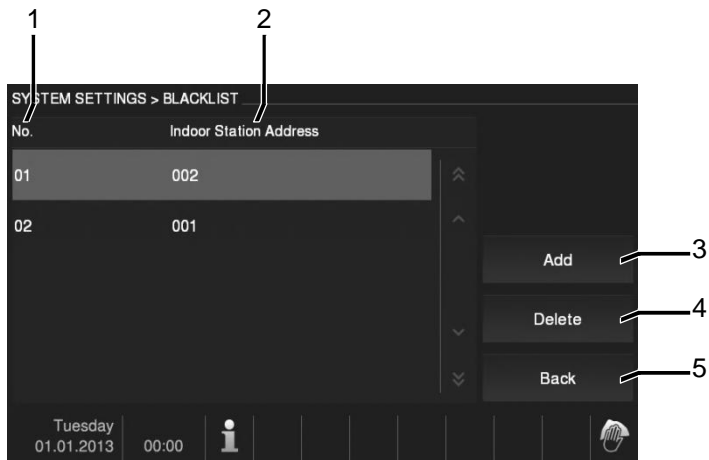 1 2
SYSTEM SETTINGS > BLACKLIST
No. Indoor Station Address
01 002
02 001
Add 3
Delete 4
Back 5
Tuesday
01.01.2013 00:00 i